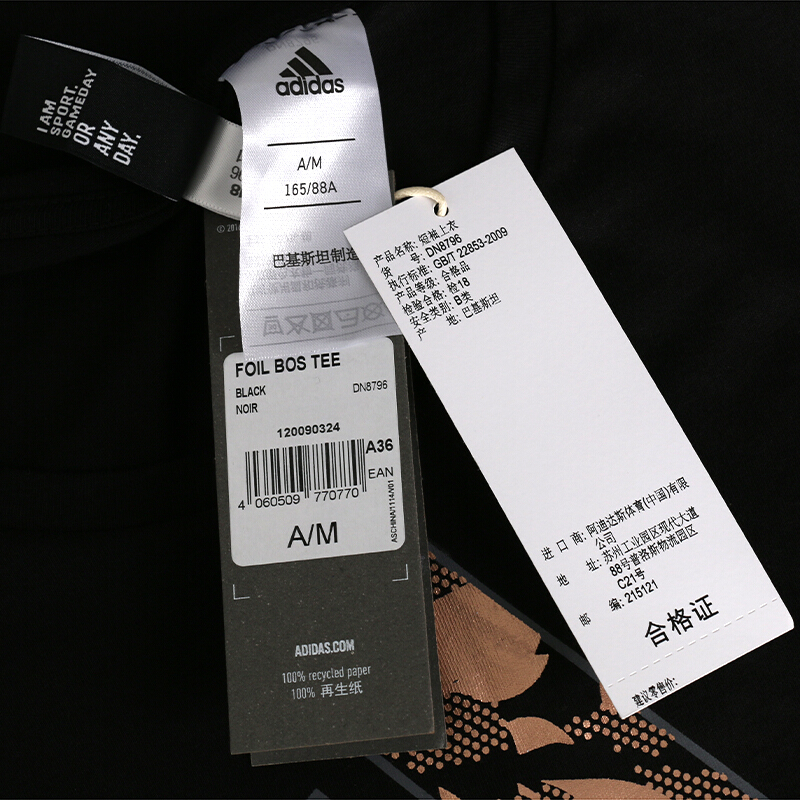 I AM
SPORT.
GAMEDAY
OR
ANY
DAY.
adidas
A/M
165/88A
巴基斯坦制造
FOIL BOS TEE
BLACK
DN8796
NOIR
120090324
A36
EAN
4 060509 770770
A/M
ASCHINA/1114/V01
ADIDAS.COM
100% recycled paper
100% 再生纸
产品名称: 短袖上衣
货 号: DN8796
执行标准: GB/T 22853-2009
产品等级: 合格品
检验合格: 检18
安全类别: B类
产 地: 巴基斯坦
进 口 商: 阿迪达斯体育(中国)有限
公司
地 址: 苏州工业园区现代大道
88号普洛斯物流园区
C21号
邮 编: 215121
合格证
建议零售价: